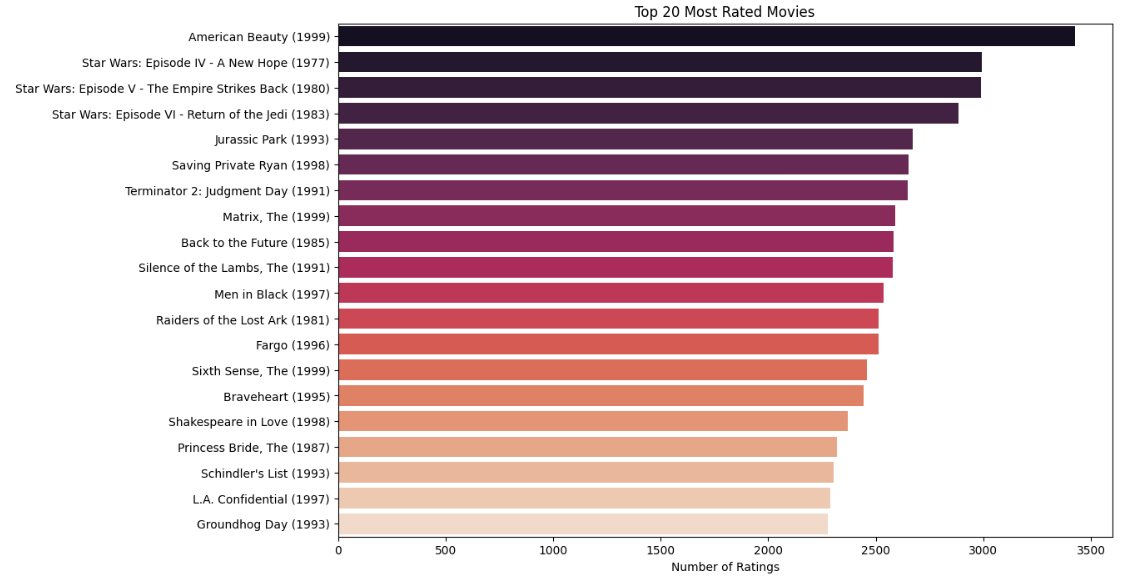 Top 20 Most Rated Movies
American Beauty (1999)
Star Wars: Episode IV - A New Hope (1977)
Star Wars: Episode V - The Empire Strikes Back (1980)
Star Wars: Episode VI - Return of the Jedi (1983)
Jurassic Park (1993)
Saving Private Ryan (1998)
Terminator 2: Judgment Day (1991)
Matrix, The (1999)
Back to the Future (1985)
Silence of the Lambs, The (1991)
Men in Black (1997)
Raiders of the Lost Ark (1981)
Fargo (1996)
Sixth Sense, The (1999)
Braveheart (1995)
Shakespeare in Love (1998)
Princess Bride, The (1987)
Schindler's List (1993)
L.A. Confidential (1997)
Groundhog Day (1993)
0 500 1000 1500 2000 2500 3000 3500
Number of Ratings